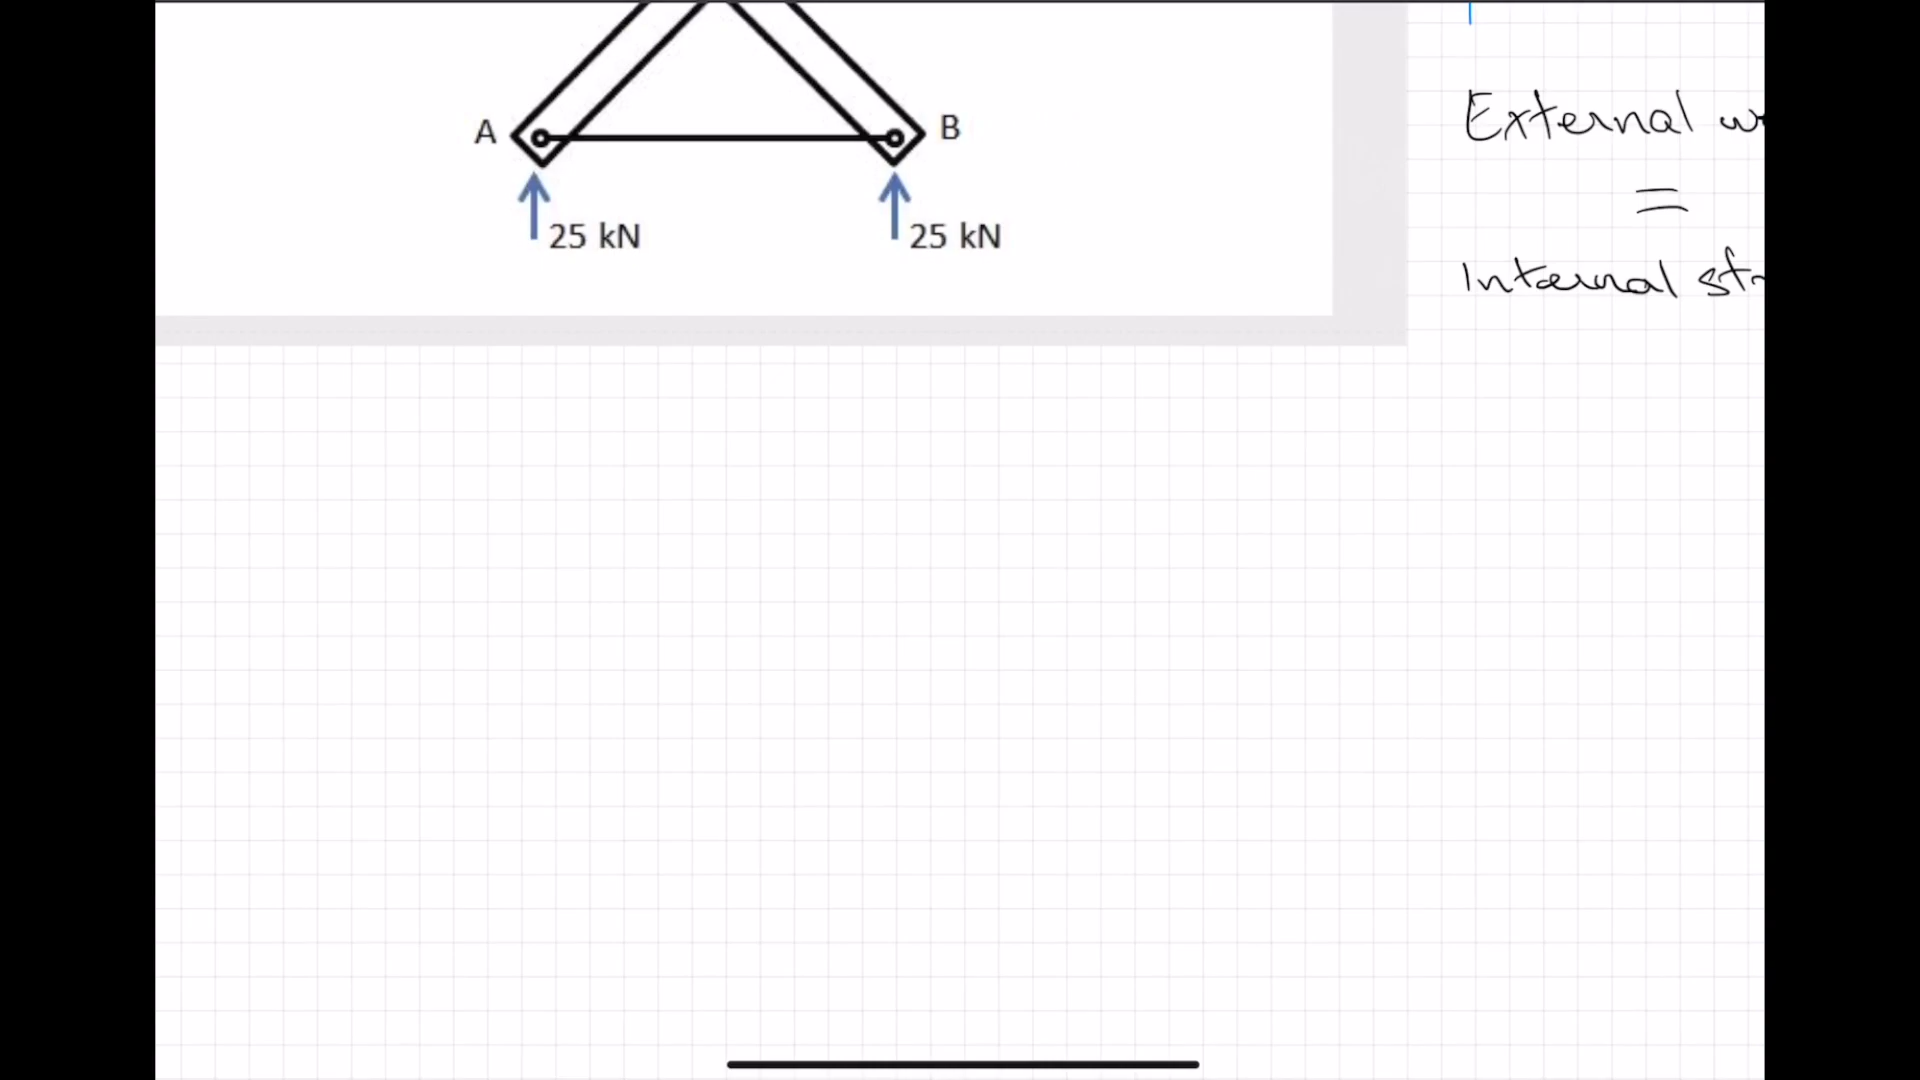 A
B
25 kN
25 kN
External
=
Internal